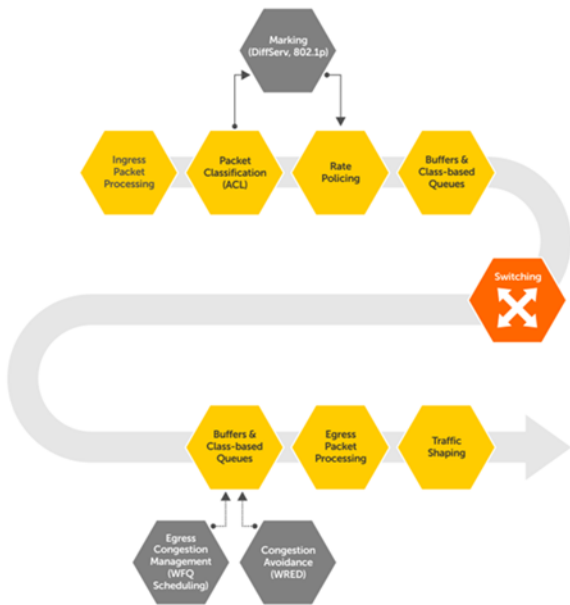 Marking
(DiffServ, 802.1p)
Ingress
Packet
Processing
Packet
Classification
(ACL)
Rate
Policing
Buffers &
Class-based
Queues
Switching
Buffers &
Class-based
Queues
Egress
Packet
Processing
Traffic
Shaping
Egress
Congestion
Management
(WFQ
Scheduling)
Congestion
Avoidance
(WRED)